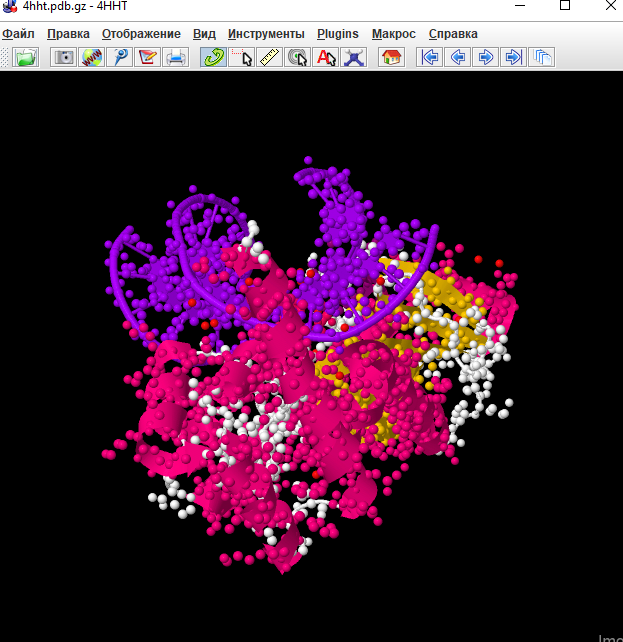 4hht.pdb.gz - 4HHT
Файл Правка Отображение Вид Инструменты Plugins Макрос Справка